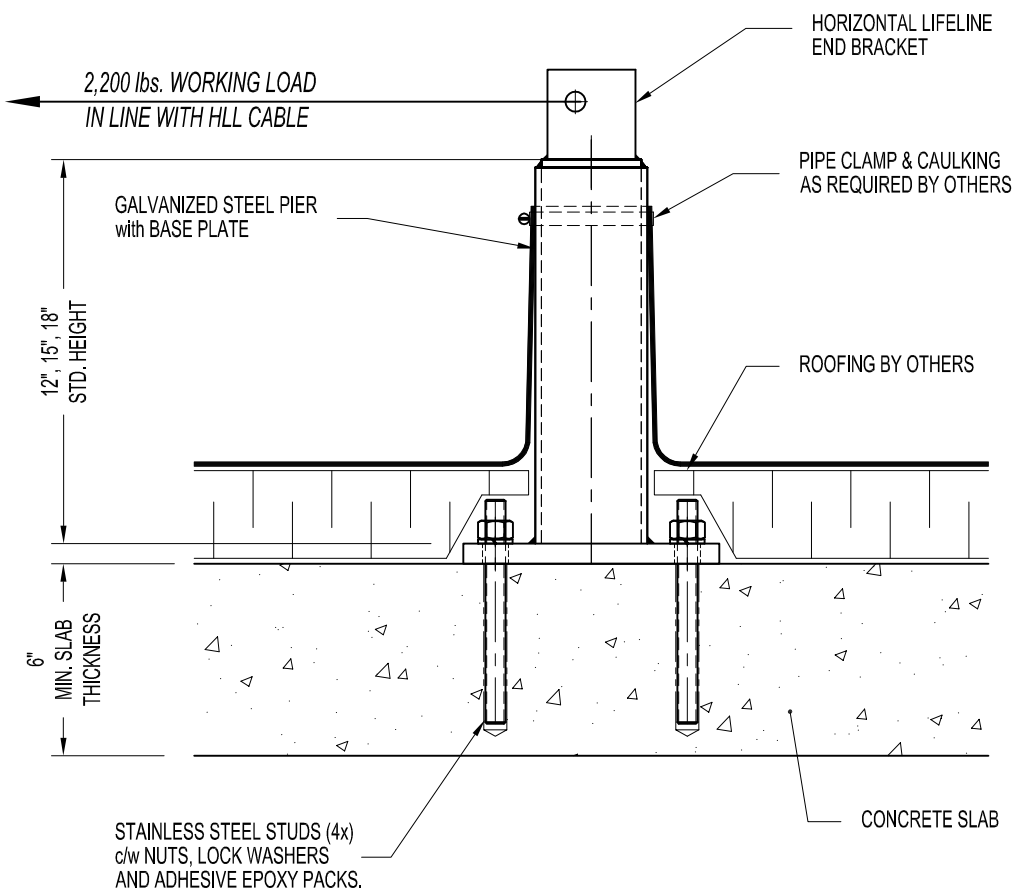 HORIZONTAL LIFELINE
END BRACKET
2,200 lbs. WORKING LOAD
IN LINE WITH HLL CABLE
PIPE CLAMP & CAULKING
AS REQUIRED BY OTHERS
GALVANIZED STEEL PIER
with BASE PLATE
12", 15", 18"
STD. HEIGHT
ROOFING BY OTHERS
6"
MIN. SLAB
THICKNESS
CONCRETE SLAB
STAINLESS STEEL STUDS (4x)
c/w NUTS, LOCK WASHERS
AND ADHESIVE EPOXY PACKS.